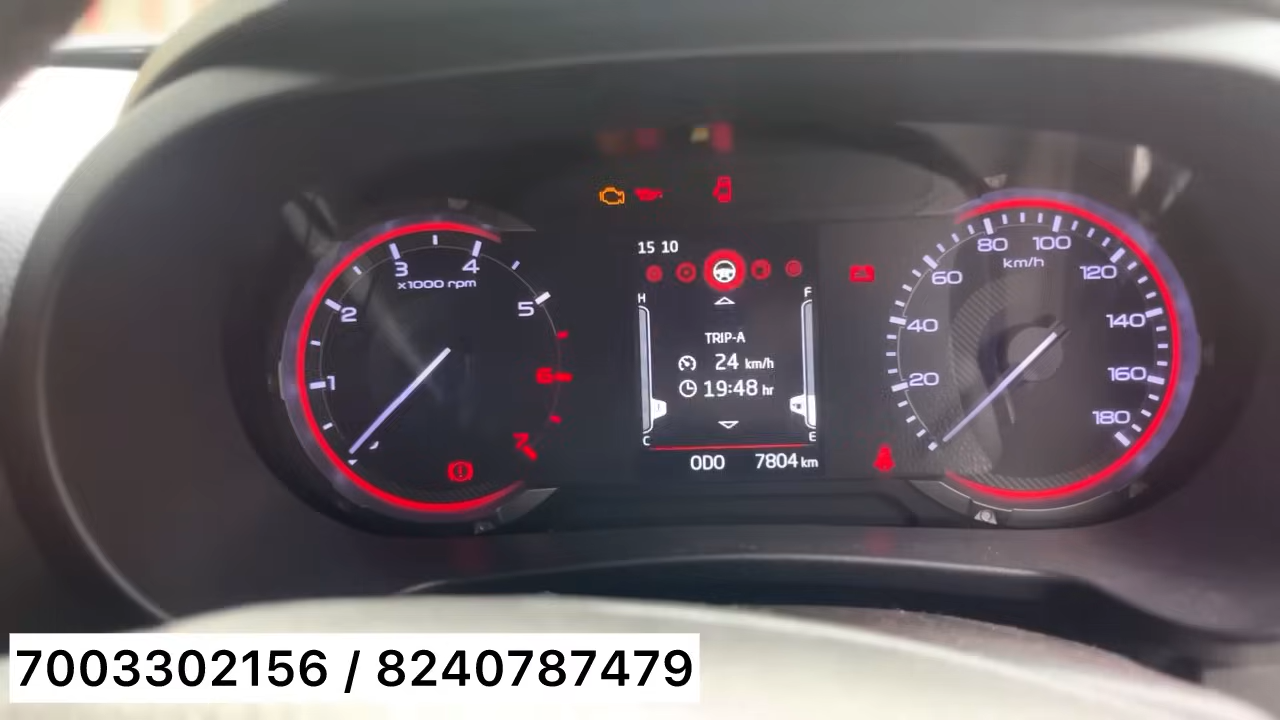 15 10
H
F
TRIP-A
24 km/h
19:48 hr
C
E
ODO 7804 km
1
2
3
4
5
6
7
x1000 rpm
20
40
60
80
100
120
140
160
180
km/h
7003302156 / 8240787479